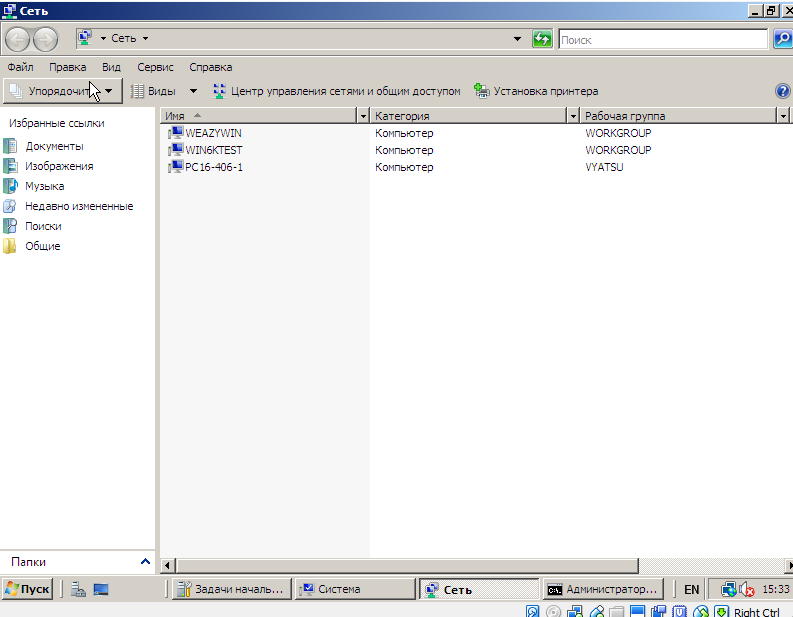 Сеть
Сеть
Поиск
Файл Правка Вид Сервис Справка
Упорядочить Виды Центр управления сетями и общим доступом Установка принтера
Избранные ссылки
Документы
Изображения
Музыка
Недавно измененные
Поиски
Общие
Папки
Имя Категория Рабочая группа
WEAZYWIN Компьютер WORKGROUP
WIN6KTEST Компьютер WORKGROUP
PC16-406-1 Компьютер VYATSU
Пуск Задачи началь... Система Сеть Администратор... EN 15:33
Right Ctrl